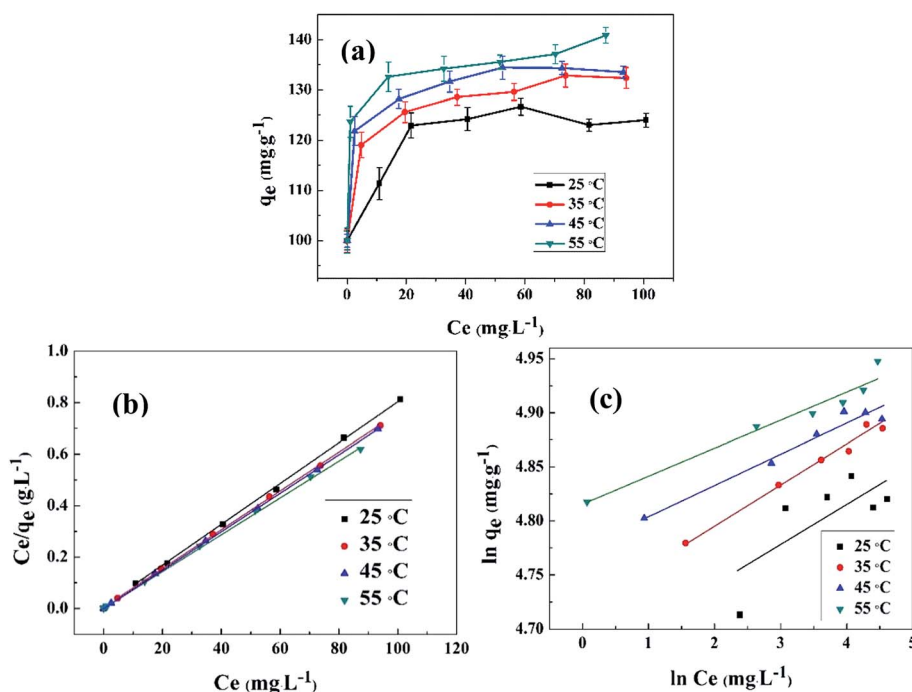 (a)
140
130
120
110
100
qe (mg.g-1)
25 °C
35 °C
45 °C
55 °C
0 20 40 60 80 100
Ce (mg.L-1)
(b)
1.0
0.8
0.6
0.4
0.2
0.0
Ce/qe (g.L-1)
25 °C
35 °C
45 °C
55 °C
0 20 40 60 80 100 120
Ce (mg.L-1)
(c)
4.95
4.90
4.85
4.80
4.75
4.70
ln qe (mg.g-1)
25 °C
35 °C
45 °C
55 °C
0 1 2 3 4 5
ln Ce (mg.L-1)